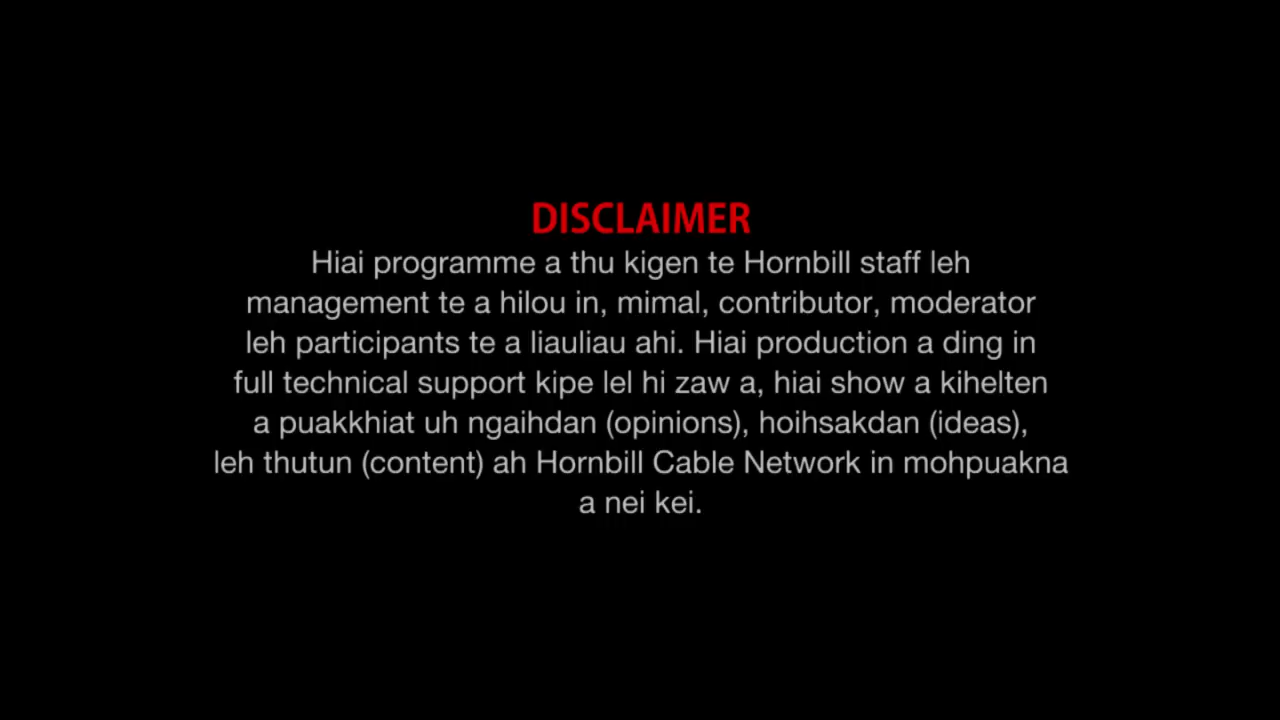 DISCLAIMER
Hiai programme a thu kigen te Hornbill staff leh
management te a hilou in, mimal, contributor, moderator
leh participants te a liauliau ahi. Hiai production a ding in
full technical support kipe lel hi zaw a, hiai show a kihelten
a puakkhiat uh ngaihdan (opinions), hoihsakdan (ideas),
leh thutun (content) ah Hornbill Cable Network in mohpuakna
a nei kei.